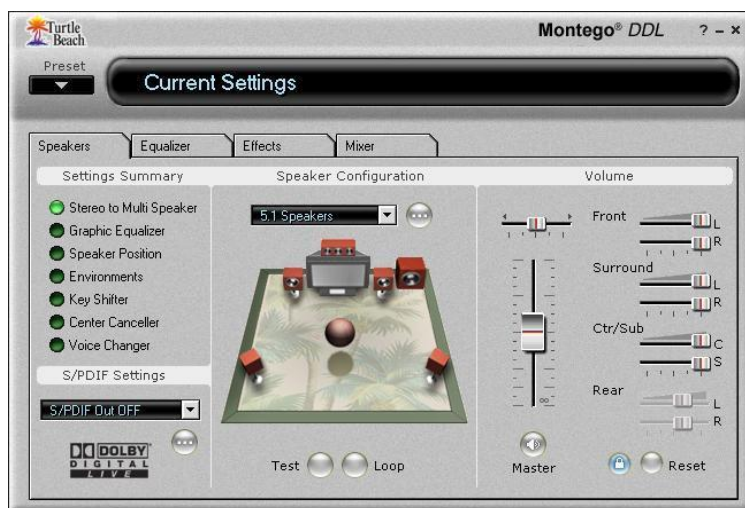 Turtle
Beach
Montego® DDL
? – ×
Preset
Current Settings
Speakers
Equalizer
Effects
Mixer
Settings Summary
Stereo to Multi Speaker
Graphic Equalizer
Speaker Position
Environments
Key Shifter
Center Canceller
Voice Changer
S/PDIF Settings
S/PDIF Out OFF
DOLBY
DIGITAL
LIVE
Speaker Configuration
5.1 Speakers
Test
Loop
Volume
Front
L
R
Surround
L
R
Ctr/Sub
C
S
Rear
L
R
∞
Master
Reset